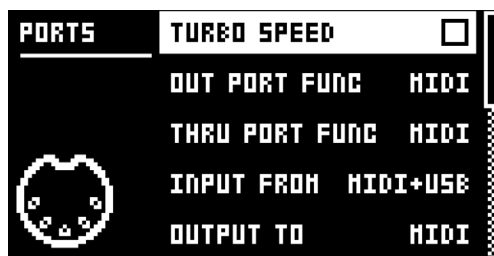 PORTS
TURBO SPEED
OUT PORT FUNC MIDI
THRU PORT FUNC MIDI
INPUT FROM MIDI+USB
OUTPUT TO MIDI